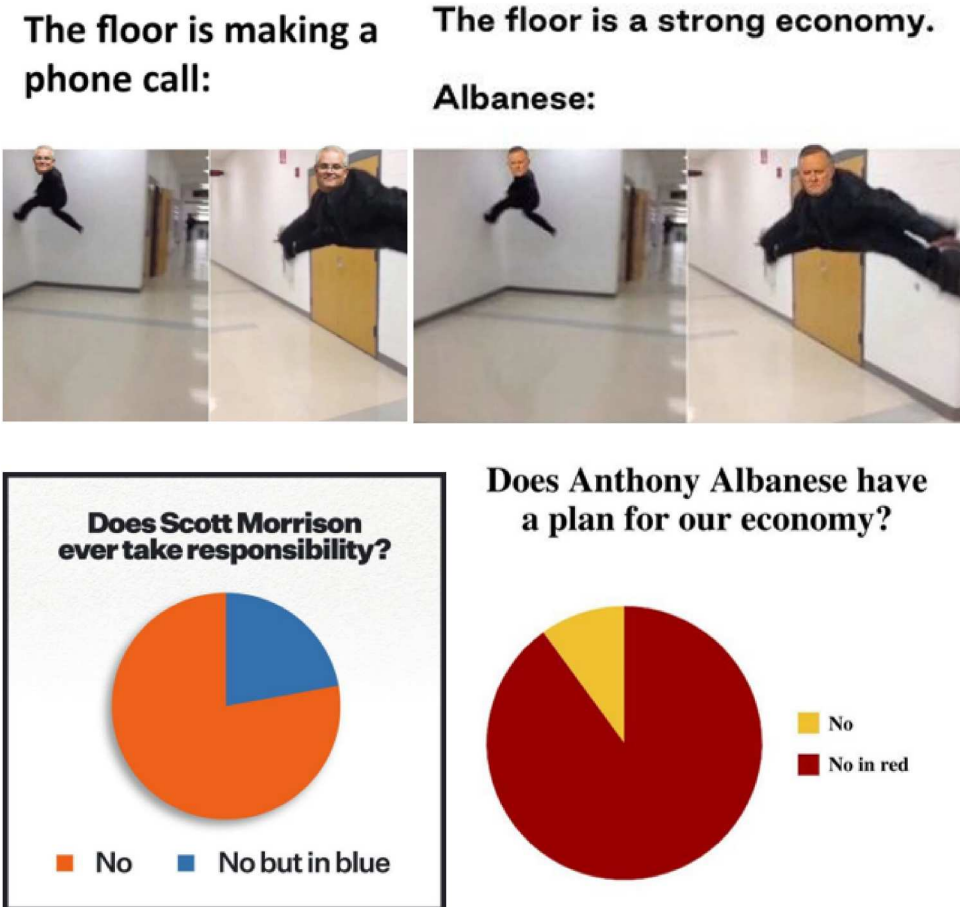 The floor is making a
phone call:
The floor is a strong economy.
Albanese:
Does Scott Morrison
ever take responsibility?
No
No but in blue
Does Anthony Albanese have
a plan for our economy?
No
No in red